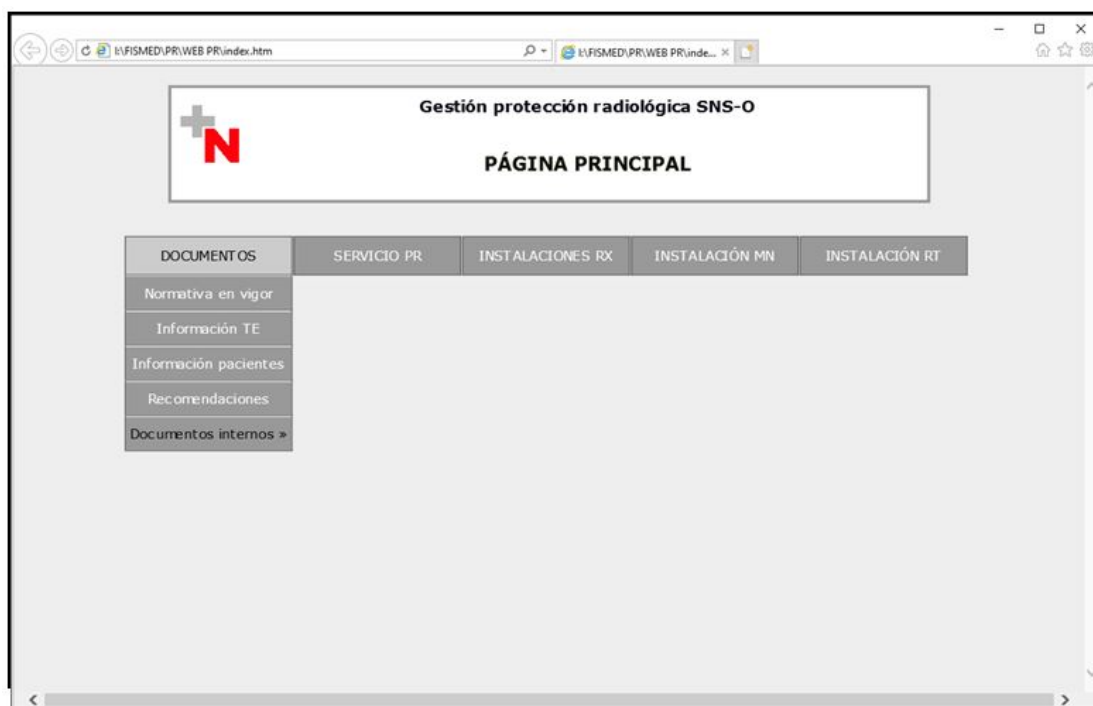 I:\FISMED\PR\WEB PR\index.htm
I:\FISMED\PR\WEB PR\inde...
N
Gestión protección radiológica SNS-O
PÁGINA PRINCIPAL
DOCUMENTOS SERVICIO PR INSTALACIONES RX INSTALACIÓN MN INSTALACIÓN RT
Normativa en vigor
Información TE
Información pacientes
Recomendaciones
Documentos internos »